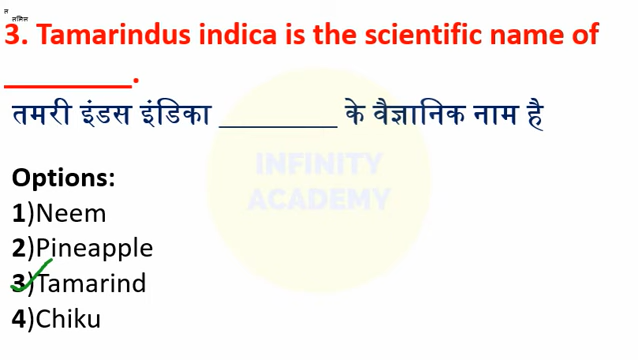 ल
लमिल
3. Tamarindus indica is the scientific name of
_________.
तमरी इंडस इंडिका _________ के वैज्ञानिक नाम है
INFINITY
ACADEMY
Options:
1)Neem
2)Pineapple
3)Tamarind
4)Chiku